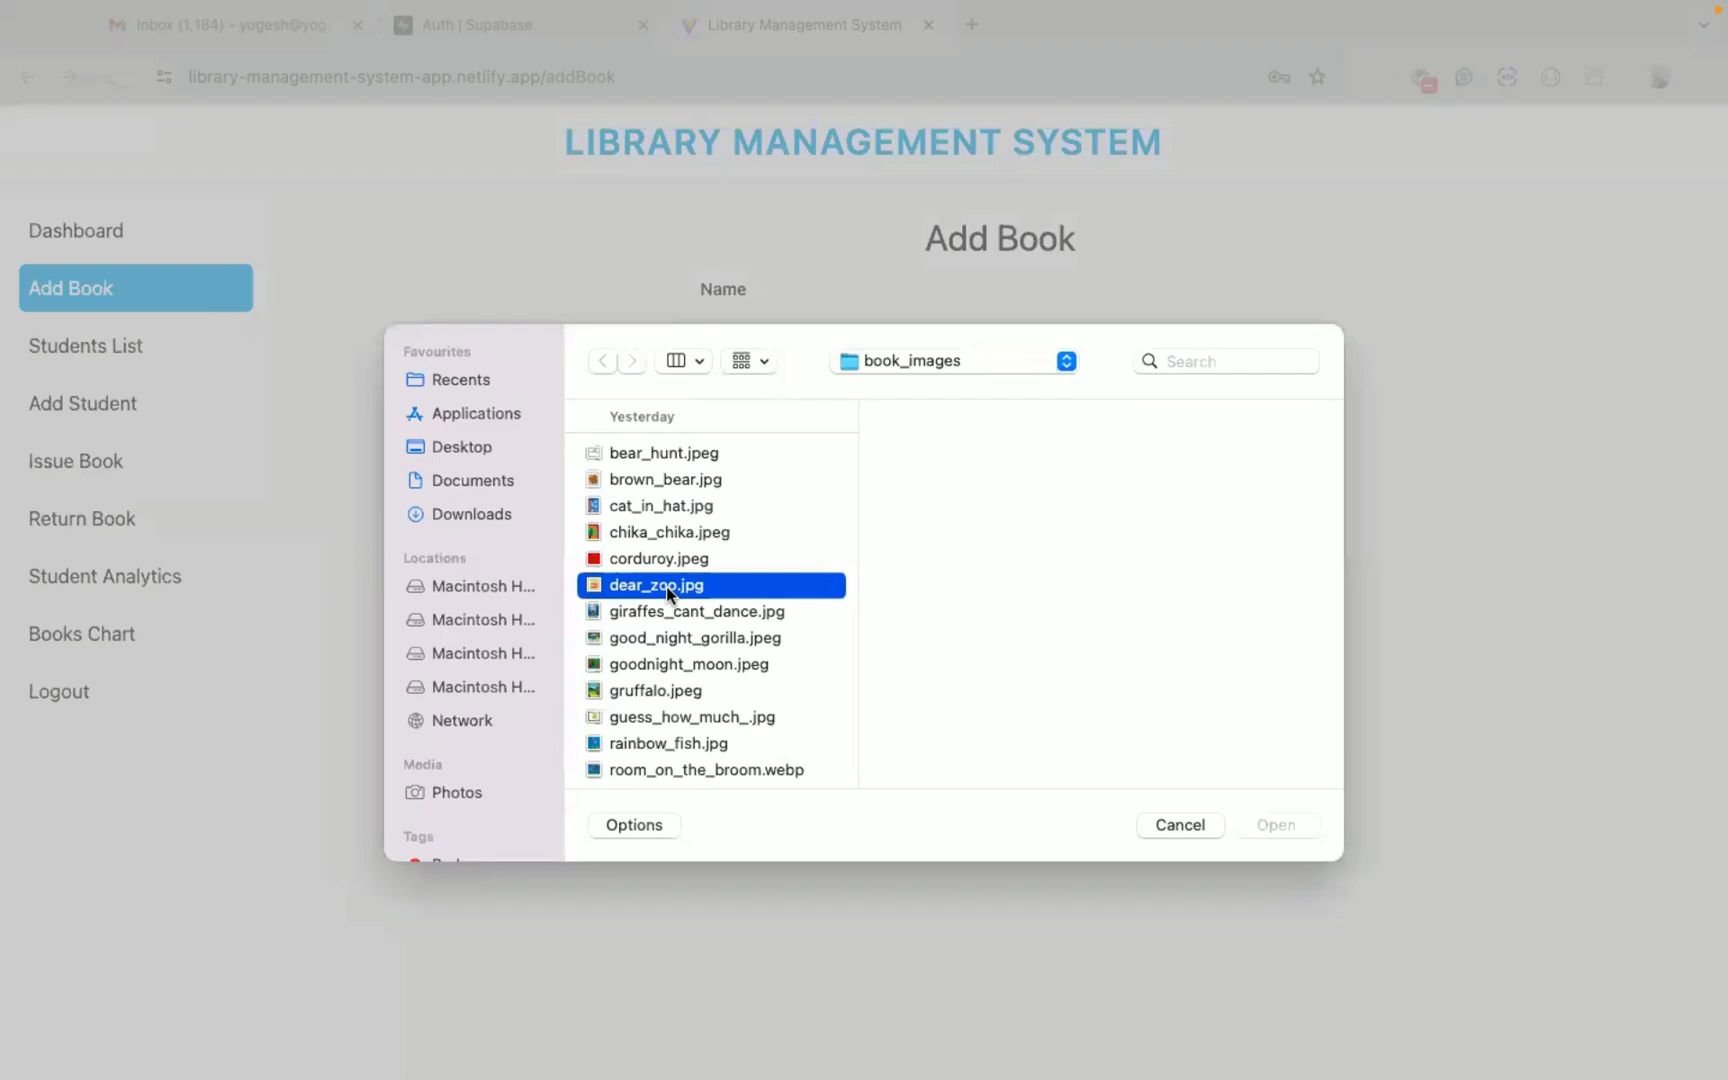 Inbox (1,184) - yogesh@yog
Auth | Supabase
Library Management System
library-management-system-app.netlify.app/addBook
LIBRARY MANAGEMENT SYSTEM
Dashboard
Add Book
Students List
Add Student
Issue Book
Return Book
Student Analytics
Books Chart
Logout
Add Book
Name
Favourites
Recents
Applications
Desktop
Documents
Downloads
Locations
Macintosh H...
Macintosh H...
Macintosh H...
Macintosh H...
Network
Media
Photos
Tags
book_images
Search
Yesterday
bear_hunt.jpeg
brown_bear.jpg
cat_in_hat.jpg
chika_chika.jpeg
corduroy.jpeg
dear_zoo.jpg
giraffes_cant_dance.jpg
good_night_gorilla.jpeg
goodnight_moon.jpeg
gruffalo.jpeg
guess_how_much_.jpg
rainbow_fish.jpg
room_on_the_broom.webp
Options
Cancel
Open